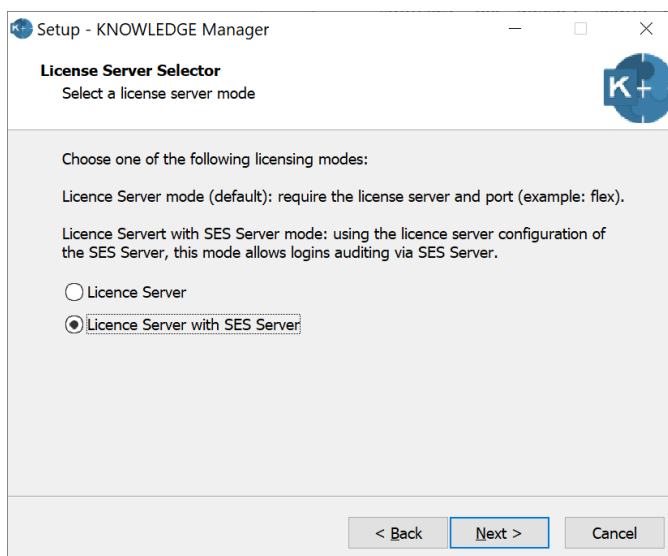 K+ Setup - KNOWLEDGE Manager
License Server Selector
Select a license server mode
K+
Choose one of the following licensing modes:
Licence Server mode (default): require the license server and port (example: flex).
Licence Servert with SES Server mode: using the licence server configuration of
the SES Server, this mode allows logins auditing via SES Server.
Licence Server
Licence Server with SES Server
< Back
Next >
Cancel